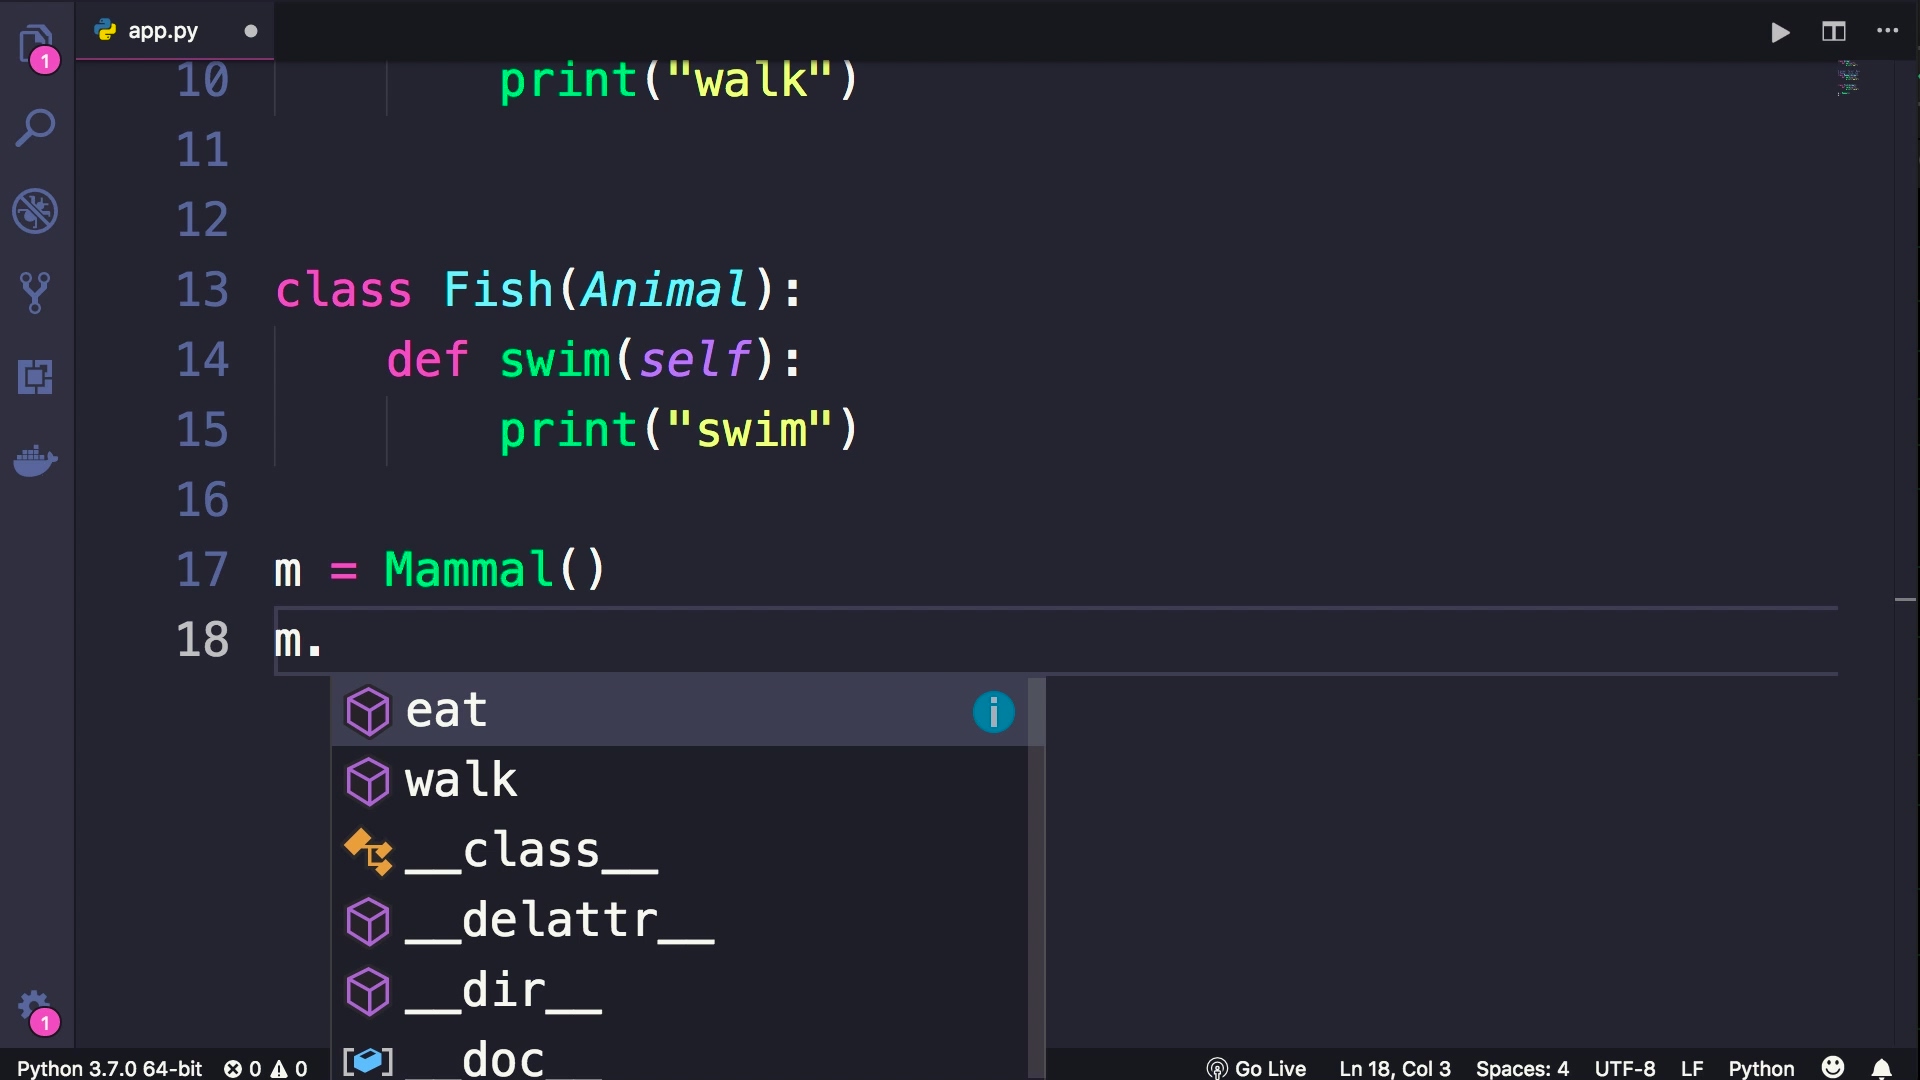 1
app.py
10 print("walk")
11
12
13 class Fish(Animal):
14 def swim(self):
15 print("swim")
16
17 m = Mammal()
18 m.
eat
walk
__class__
__delattr__
__dir__
__doc__
1
Python 3.7.0 64-bit 0 0 Go Live Ln 18, Col 3 Spaces: 4 UTF-8 LF Python